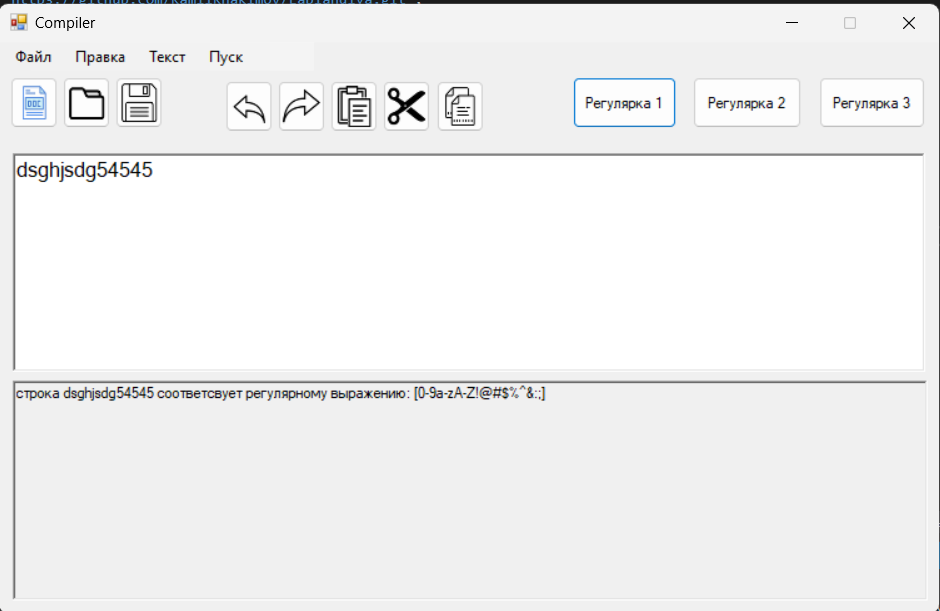 Compiler
Файл Правка Текст Пуск
DOC
Регулярка 1 Регулярка 2 Регулярка 3
dsghjsdg54545
строка dsghjsdg54545 соответсвует регулярному выражению: [0-9a-zA-Z!@#$%^&:;]